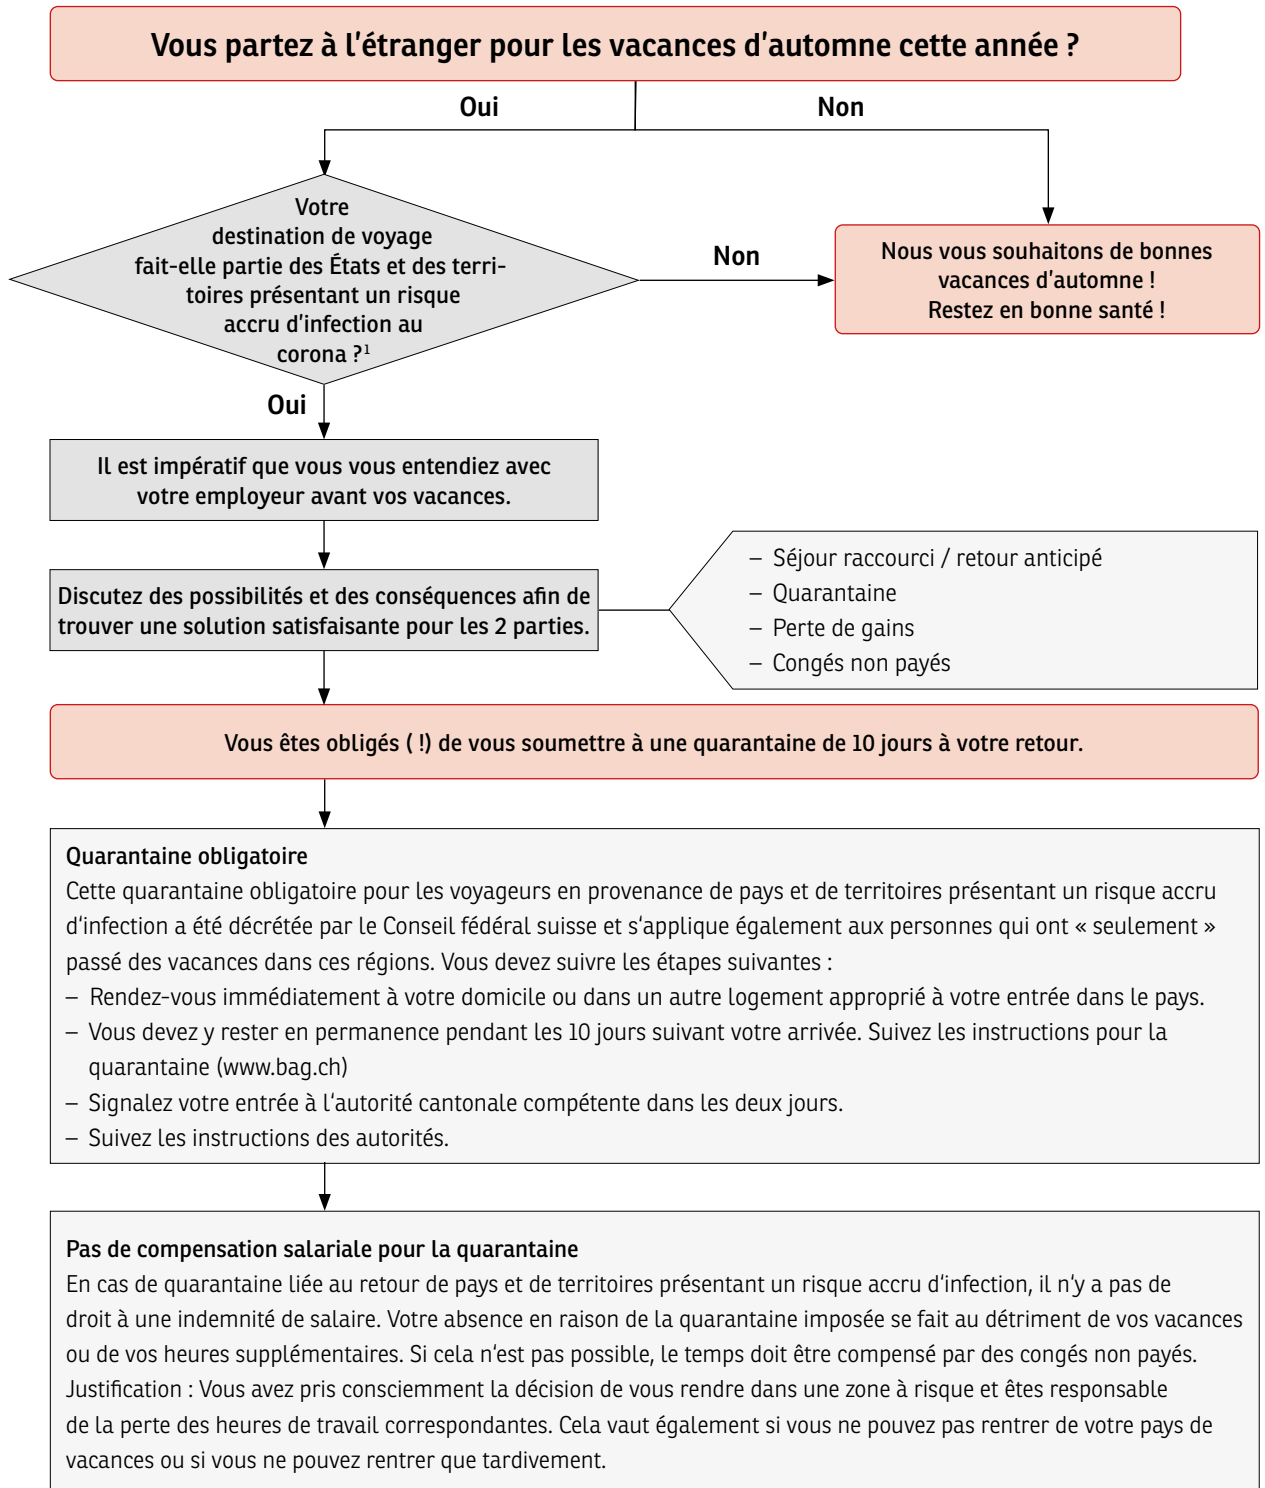 Vous partez à l'étranger pour les vacances d'automne cette année ?
Oui
Non
Votre
destination de voyage
fait-elle partie des États et des terri-
toires présentant un risque
accru d'infection au
corona ?¹
Non
Nous vous souhaitons de bonnes
vacances d'automne !
Restez en bonne santé !
Oui
Il est impératif que vous vous entendiez avec
votre employeur avant vos vacances.
Discutez des possibilités et des conséquences afin de
trouver une solution satisfaisante pour les 2 parties.
– Séjour raccourci / retour anticipé
– Quarantaine
– Perte de gains
– Congés non payés
Vous êtes obligés ( !) de vous soumettre à une quarantaine de 10 jours à votre retour.
Quarantaine obligatoire
Cette quarantaine obligatoire pour les voyageurs en provenance de pays et de territoires présentant un risque accru
d'infection a été décrétée par le Conseil fédéral suisse et s'applique également aux personnes qui ont « seulement »
passé des vacances dans ces régions. Vous devez suivre les étapes suivantes :
– Rendez-vous immédiatement à votre domicile ou dans un autre logement approprié à votre entrée dans le pays.
– Vous devez y rester en permanence pendant les 10 jours suivant votre arrivée. Suivez les instructions pour la
quarantaine (www.bag.ch)
– Signalez votre entrée à l'autorité cantonale compétente dans les deux jours.
– Suivez les instructions des autorités.
Pas de compensation salariale pour la quarantaine
En cas de quarantaine liée au retour de pays et de territoires présentant un risque accru d'infection, il n'y a pas de
droit à une indemnité de salaire. Votre absence en raison de la quarantaine imposée se fait au détriment de vos vacances
ou de vos heures supplémentaires. Si cela n'est pas possible, le temps doit être compensé par des congés non payés.
Justification : Vous avez pris consciemment la décision de vous rendre dans une zone à risque et êtes responsable
de la perte des heures de travail correspondantes. Cela vaut également si vous ne pouvez pas rentrer de votre pays de
vacances ou si vous ne pouvez rentrer que tardivement.